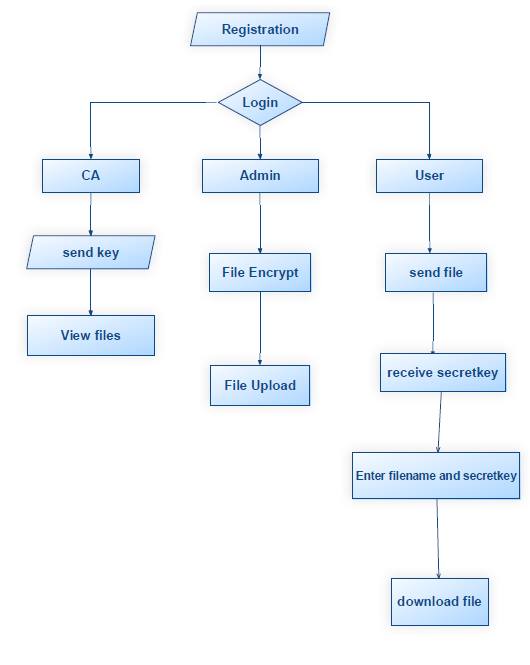 Registration
Login
CA
Admin
User
send key
File Encrypt
send file
View files
File Upload
receive secretkey
Enter filename and secretkey
download file